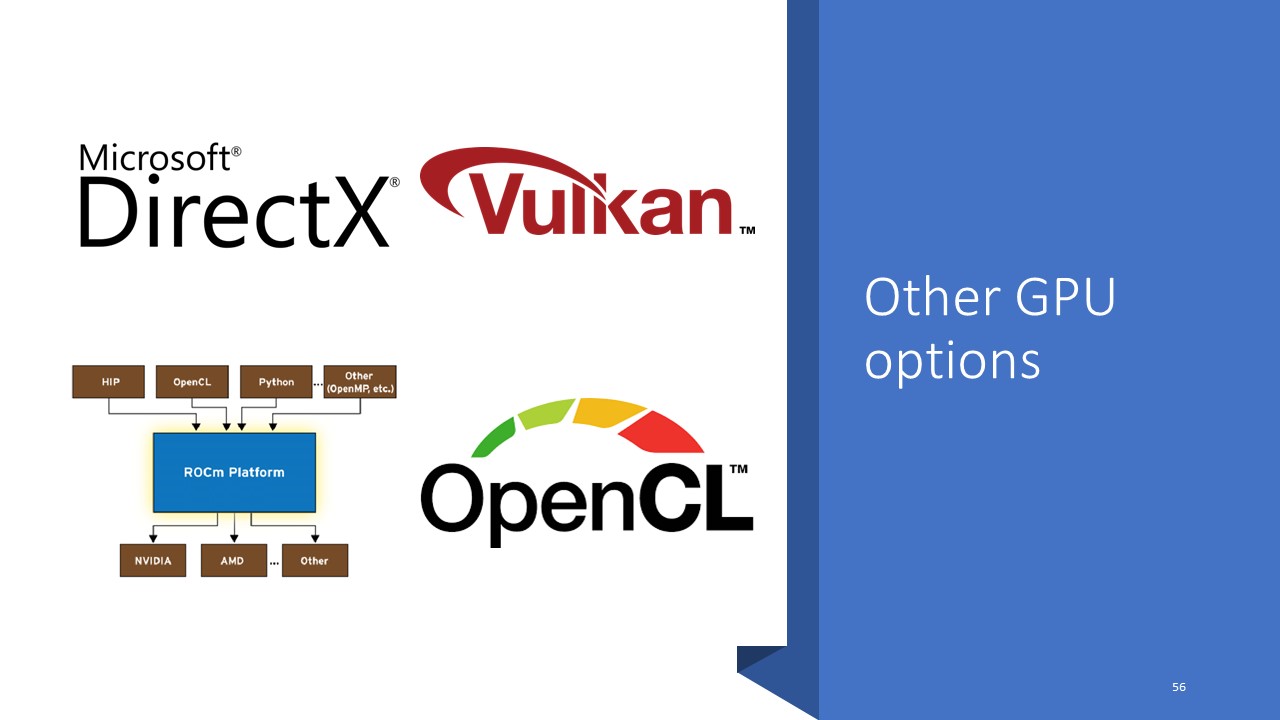 Microsoft®
DirectX®
Vulkan™
HIP
OpenCL
Python
...
Other
(OpenMP, etc.)
ROCm Platform
NVIDIA
AMD
...
Other
OpenCL™
Other GPU
options
56